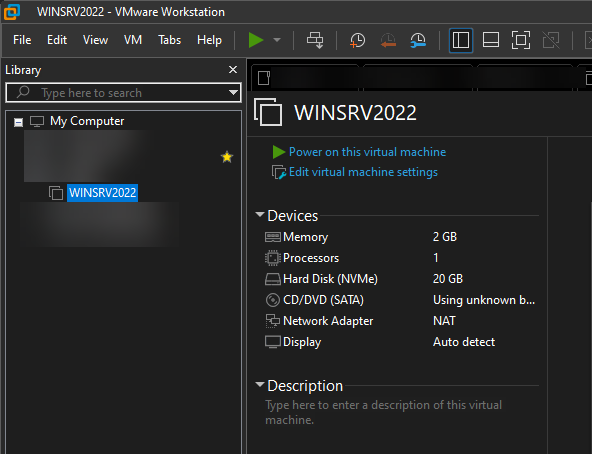 WINSRV2022 - VMware Workstation
File Edit View VM Tabs Help
Library
Type here to search
My Computer
WINSRV2022
WINSRV2022
Power on this virtual machine
Edit virtual machine settings
Devices
Memory 2 GB
Processors 1
Hard Disk (NVMe) 20 GB
CD/DVD (SATA) Using unknown b...
Network Adapter NAT
Display Auto detect
Description
Type here to enter a description of this virtual
machine.